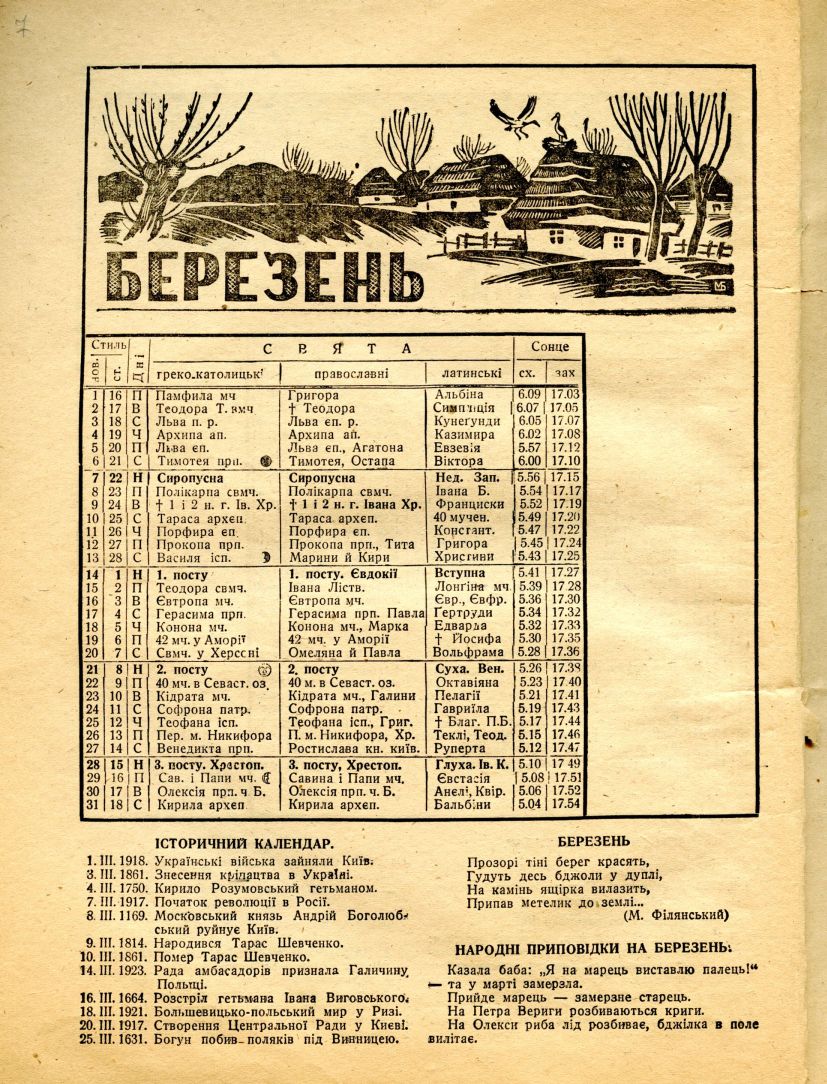 7
МБ
БЕРЕЗЕНЬ
Стиль Дні СВЯТА Сонце
нов. ст. греко-католицьк' православні латинські сх. зах
1 16 П Памфила мч Григора Альбіна 6.09 17.03
2 17 В Теодора Т. вмч † Теодора Симпліція 6.07 17.05
3 18 С Льва п. р. Льва єп. р. Кунегунди 6.05 17.07
4 19 Ч Архипа ап. Архипа ап. Казимира 6.02 17.08
5 20 П Льва еп. Льва еп., Агатона Евзевія 5.57 17.12
6 21 С Тимотея прп. Тимотея, Остапа Віктора 6.00 17.10
7 22 Н Сиропусна Сиропусна Нед. Зап. 5.56 17.15
8 23 П Полікарпа свмч. Полікарпа свмч. Івана Б. 5.54 17.17
9 24 В † 1 і 2 н. г. Ів. Хр. † 1 і 2 н. г. Івана Хр. Франциски 5.52 17.19
10 25 С Тараса археп. Тараса археп. 40 мучен. 5.49 17.20
11 26 Ч Порфира еп Порфира еп. Констант. 5.47 17.22
12 27 П Прокопа прп. Прокопа прп., Тита Григора 5.45 17.24
13 28 С Василя ісп. Марини й Кири Христини 5.43 17.25
14 1 Н 1. посту 1. посту. Євдокії Вступна 5.41 17.27
15 2 П Теодора свмч. Івана Ліств. Лонгіна мч. 5.39 17.28
16 3 В Євтропа мч. Євтропа мч. Євр., Євфр. 5.36 17.30
17 4 С Герасима прп. Герасима прп. Павла Гертруди 5.34 17.32
18 5 Ч Конона мч. Конона мч., Марка Едварда 5.32 17.33
19 6 П 42 мч. у Аморії 42 мч. у Аморії † Йосифа 5.30 17.35
20 7 С Свмч. у Херсоні Омеляна й Павла Вольфрама 5.28 17.36
21 8 Н 2. посту 2. посту Суха. Вен. 5.26 17.38
22 9 П 40 мч. в Севаст. оз. 40 м. в Севаст. оз. Октавіяна 5.23 17.40
23 10 В Кідрата мч. Кідрата мч., Галини Пелагії 5.21 17.41
24 11 С Софрона патр. Софрона патр. Гавриїла 5.19 17.43
25 12 Ч Теофана ісп. Теофана ісп., Григ. † Благ. П.Б. 5.17 17.44
26 13 П Пер. м. Никифора П. м. Никифора, Хр. Теклі, Теод. 5.15 17.46
27 14 С Венедикта прп. Ростислава кн. київ. Руперта 5.12 17.47
28 15 Н 3. посту. Хрестоп. 3. посту, Хрестоп. Глуха. Ів. К. 5.10 17 49
29 16 П Сав. і Папи мч. Савина і Папи мч. Євстасія 5.08 17.51
30 17 В Олексія прп. ч. Б. Олексія прп. ч. Б. Анелі, Квір. 5.06 17.52
31 18 С Кирила археп Кирила археп. Бальбіни 5.04 17.54
ІСТОРИЧНИЙ КАЛЕНДАР.
1. III. 1918. Українські війська зайняли Київ.
3. III. 1861. Знесення кріпацтва в Україні.
4. III. 1750. Кирило Розумовський гетьманом.
7. III. 1917. Початок революції в Росії.
8. III. 1169. Московський князь Андрій Боголюб-
ський руйнує Київ.
9. III. 1814. Народився Тарас Шевченко.
10. III. 1861. Помер Тарас Шевченко.
14. III. 1923. Рада амбасадорів признала Галичину
Польщі.
16. III. 1664. Розстріл гетьмана Івана Виговського.
18. III. 1921. Большевицько-польський мир у Ризі.
20. III. 1917. Створення Центральної Ради у Києві.
25. III. 1631. Богун побив поляків під Винницею.
БЕРЕЗЕНЬ
Прозорі тіні берег красять,
Гудуть десь бджоли у дуплі,
На камінь ящірка вилазить,
Припав метелик до землі...
(М. Філянський)
НАРОДНІ ПРИПОВІДКИ НА БЕРЕЗЕНЬ.
Казала баба: „Я на марець виставлю палець!“
— та у марті замерзла.
Прийде марець — замерзне старець.
На Петра Вериги розбиваються криги.
На Олекси риба лід розбиває, бджілка в поле
вилітає.